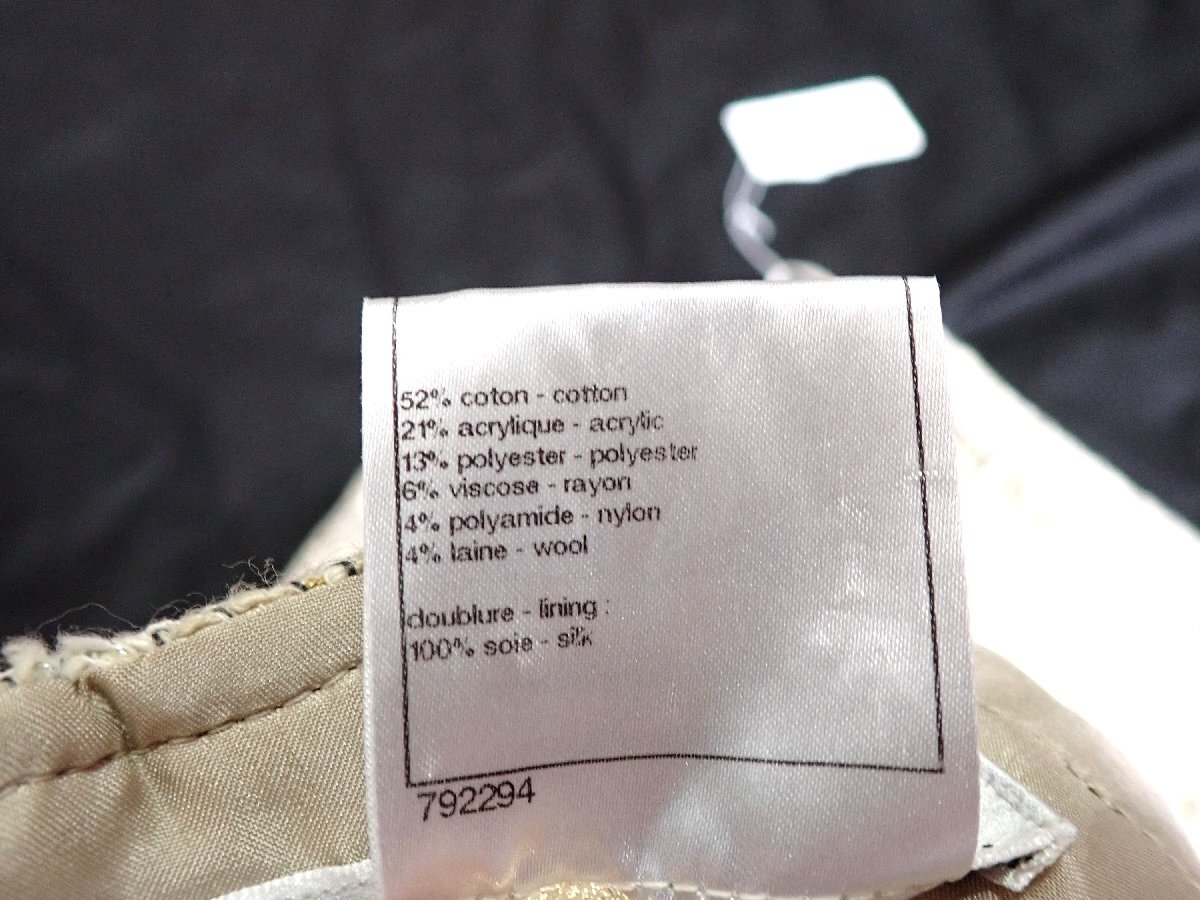 52% coton - cotton
21% acrylique - acrylic
13% polyester - polyester
6% viscose - rayon
4% polyamide - nylon
4% laine - wool
doublure - lining :
100% soie - silk
792294